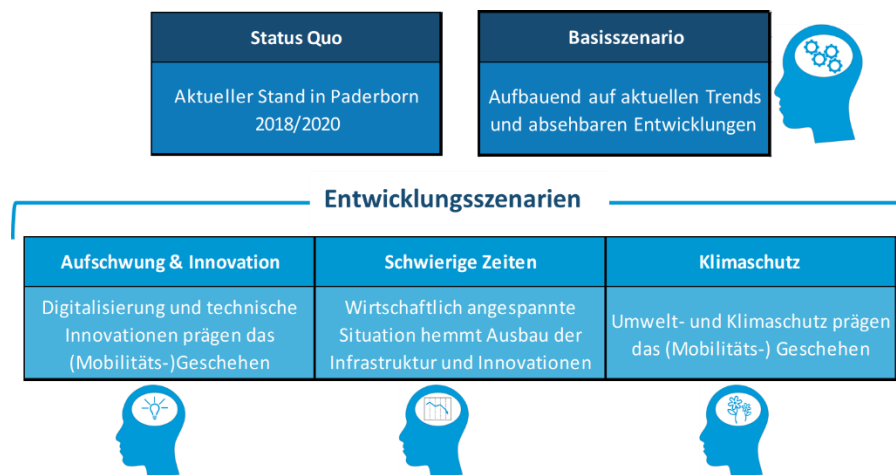 Status Quo
Aktueller Stand in Paderborn
2018/2020
Basisszenario
Aufbauend auf aktuellen Trends
und absehbaren Entwicklungen
Entwicklungsszenarien
Aufschwung & Innovation
Digitalisierung und technische
Innovationen prägen das
(Mobilitäts-)Geschehen
Schwierige Zeiten
Wirtschaftlich angespannte
Situation hemmt Ausbau der
Infrastruktur und Innovationen
Klimaschutz
Umwelt- und Klimaschutz prägen
das (Mobilitäts-) Geschehen